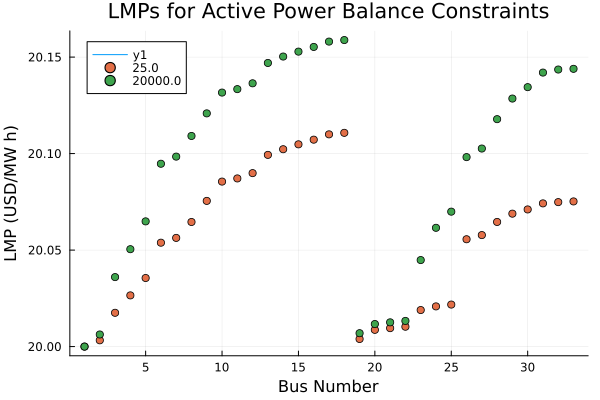 LMPs for Active Power Balance Constraints
y1
25.0
20000.0
LMP (USD/MW h)
20.15
20.10
20.05
20.00
5 10 15 20 25 30
Bus Number